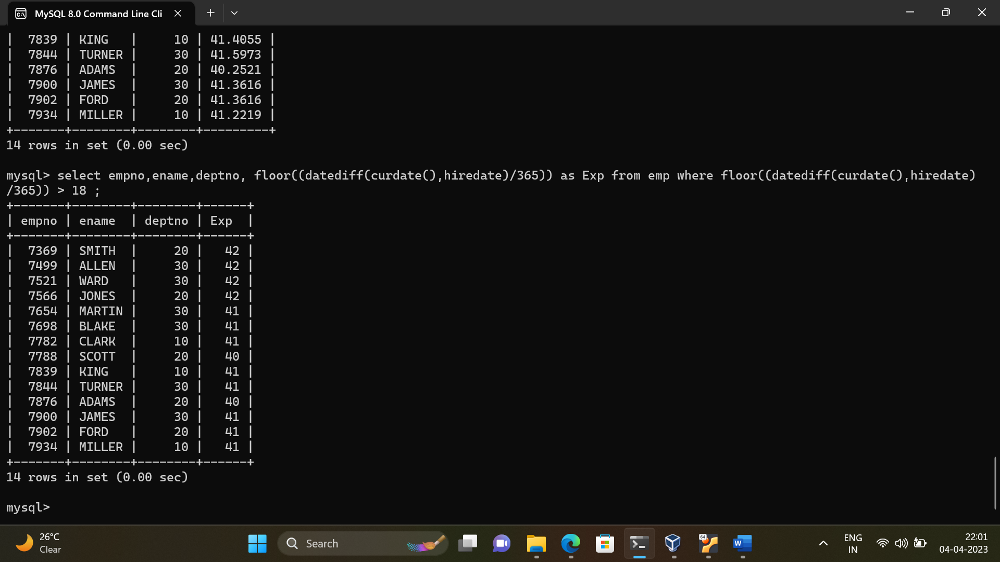 MySQL 8.0 Command Line Cli
|  7839 | KING   |     10 | 41.4055 |
|  7844 | TURNER |     30 | 41.5973 |
|  7876 | ADAMS  |     20 | 40.2521 |
|  7900 | JAMES  |     30 | 41.3616 |
|  7902 | FORD   |     20 | 41.3616 |
|  7934 | MILLER |     10 | 41.2219 |
+-------+--------+--------+---------+
14 rows in set (0.00 sec)
mysql> select empno,ename,deptno, floor((datediff(curdate(),hiredate)/365)) as Exp from emp where floor((datediff(curdate(),hiredate)
/365)) > 18 ;
+-------+--------+--------+------+
| empno | ename  | deptno | Exp  |
+-------+--------+--------+------+
|  7369 | SMITH  |     20 |   42 |
|  7499 | ALLEN  |     30 |   42 |
|  7521 | WARD   |     30 |   42 |
|  7566 | JONES  |     20 |   42 |
|  7654 | MARTIN |     30 |   41 |
|  7698 | BLAKE  |     30 |   41 |
|  7782 | CLARK  |     10 |   41 |
|  7788 | SCOTT  |     20 |   40 |
|  7839 | KING   |     10 |   41 |
|  7844 | TURNER |     30 |   41 |
|  7876 | ADAMS  |     20 |   40 |
|  7900 | JAMES  |     30 |   41 |
|  7902 | FORD   |     20 |   41 |
|  7934 | MILLER |     10 |   41 |
+-------+--------+--------+------+
14 rows in set (0.00 sec)
mysql>
26°C
Clear
Search
64
W
ENG
IN
22:01
04-04-2023